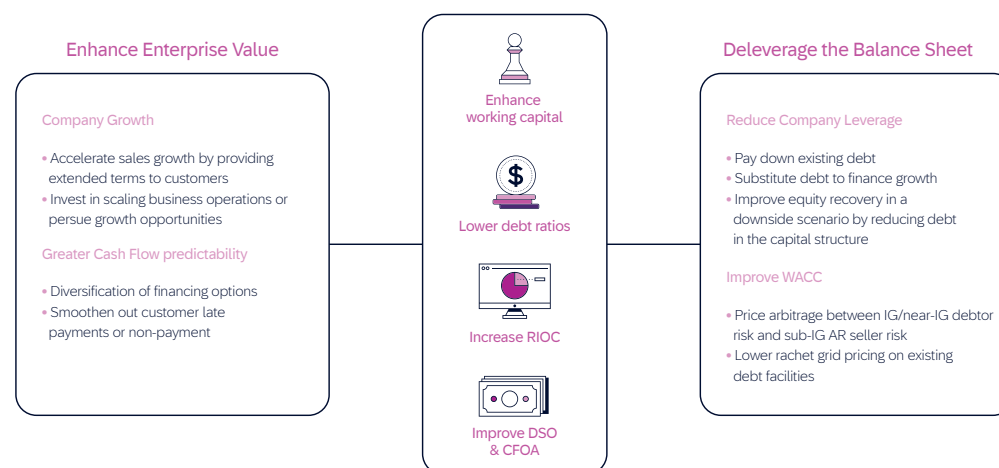 Enhance Enterprise Value
Company Growth
• Accelerate sales growth by providing
extended terms to customers
• Invest in scaling business operations or
persue growth opportunities
Greater Cash Flow predictability
• Diversification of financing options
• Smoothen out customer late
payments or non-payment
Enhance
working capital
$
Lower debt ratios
Increase RIOC
Improve DSO
& CFOA
Deleverage the Balance Sheet
Reduce Company Leverage
• Pay down existing debt
• Substitute debt to finance growth
• Improve equity recovery in a
downside scenario by reducing debt
in the capital structure
Improve WACC
• Price arbitrage between IG/near-IG debtor
risk and sub-IG AR seller risk
• Lower rachet grid pricing on existing
debt facilities